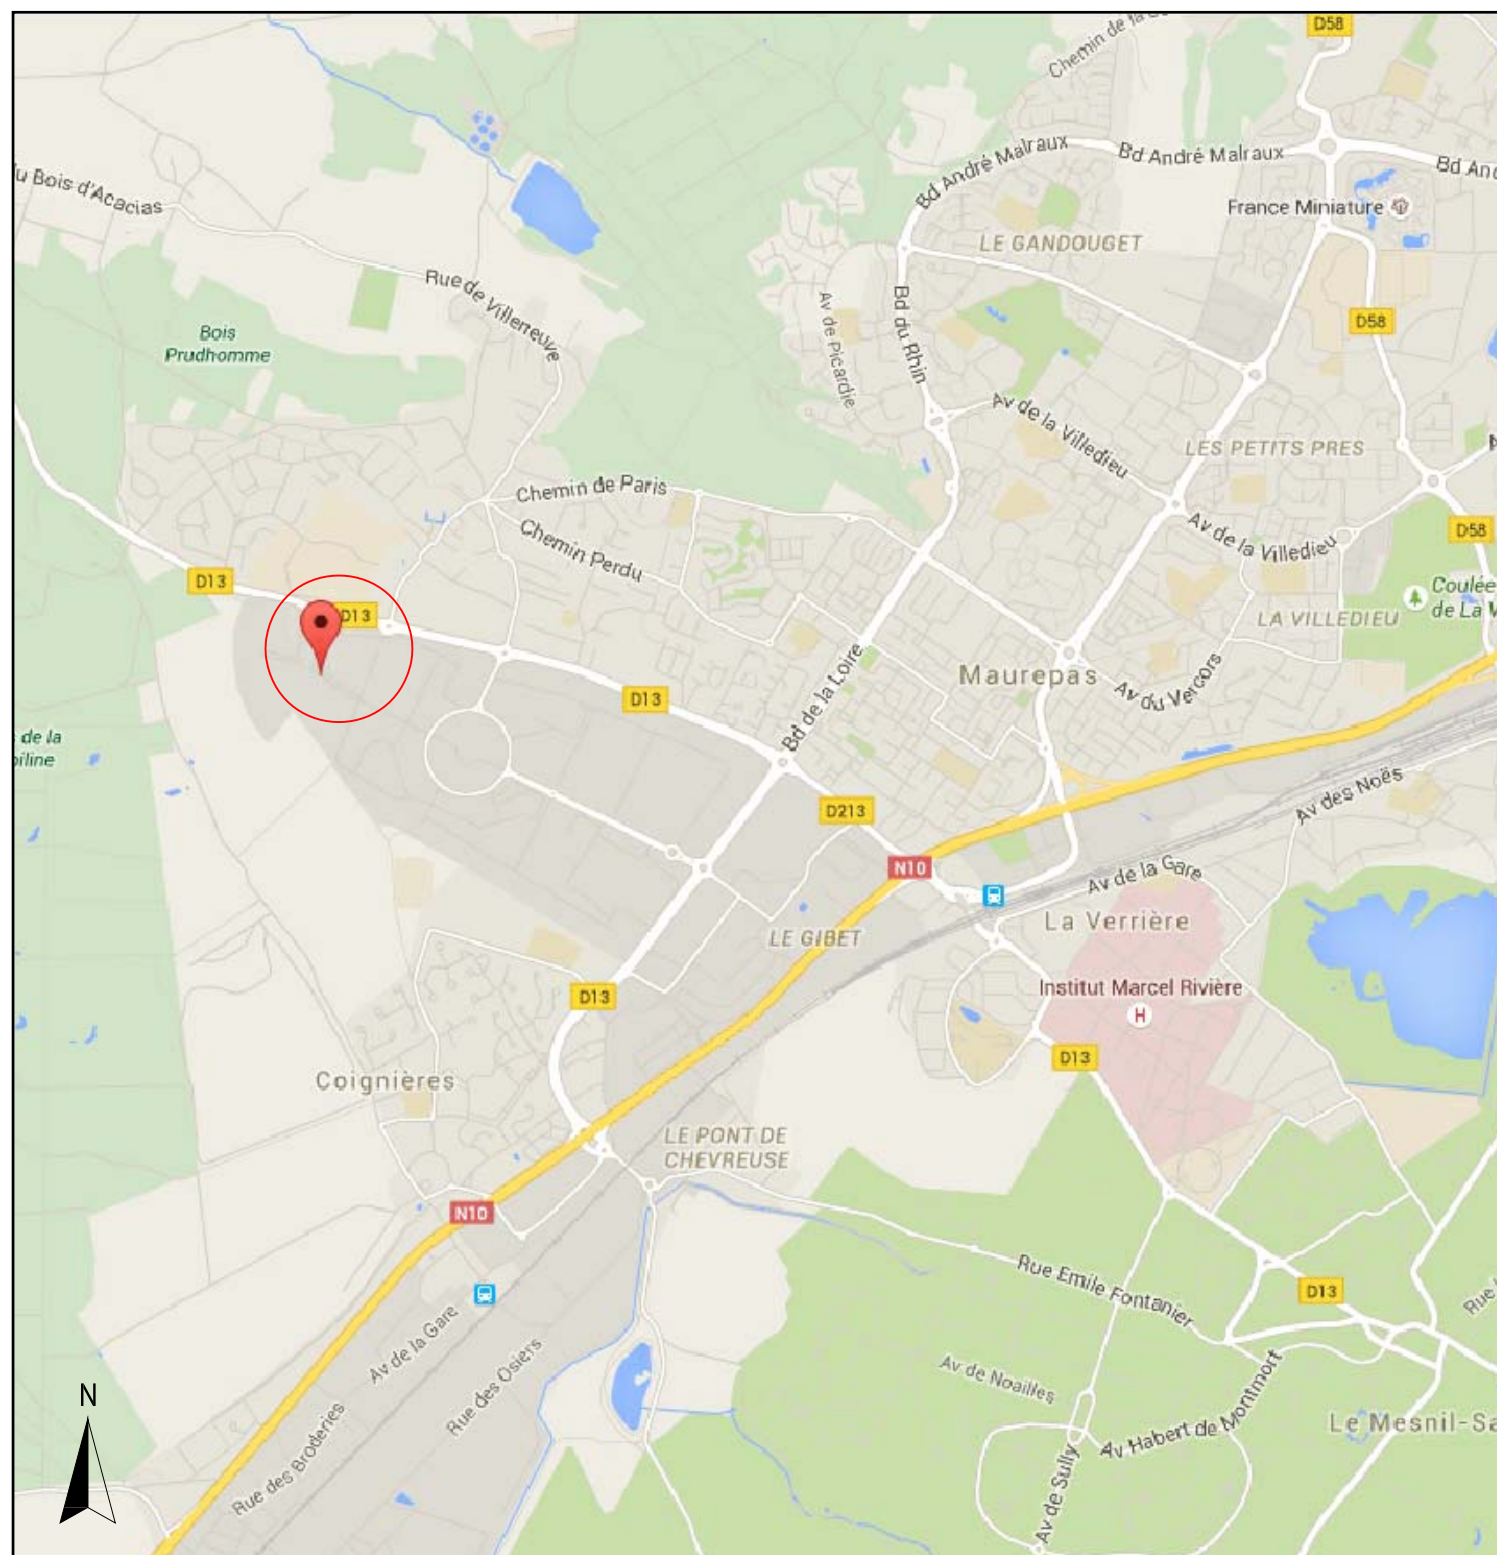 D58
Chemin de la
Bd André Malraux
Bd André Malraux
Bd And
u Bois d'Acacias
France Miniature
LE GANDOUGET
Rue de Villeneuve
Bd du Rhin
Av de Picardie
D58
Bois
Prudhomme
Av de la Villedieu
LES PETITS PRES
Chemin de Paris
Chemin Perdu
Av de la Villedieu
D58
D13
D13
Coulée
de La V
LA VILLEDIEU
Maurepas
Av du Vercors
D13
Bd de la Loire
de la
oiline
D213
Av des Noës
N10
Av de la Gare
La Verrière
LE GIBET
Institut Marcel Rivière
H
D13
D13
Coignières
LE PONT DE
CHEVREUSE
N10
Rue Emile Fontanier
D13
Rue
Av de la Gare
Rue des Osiers
Av de Noailles
Av Habert de Montmort
Le Mesnil-Sa
N
Rue des Broderies
Av de Sully